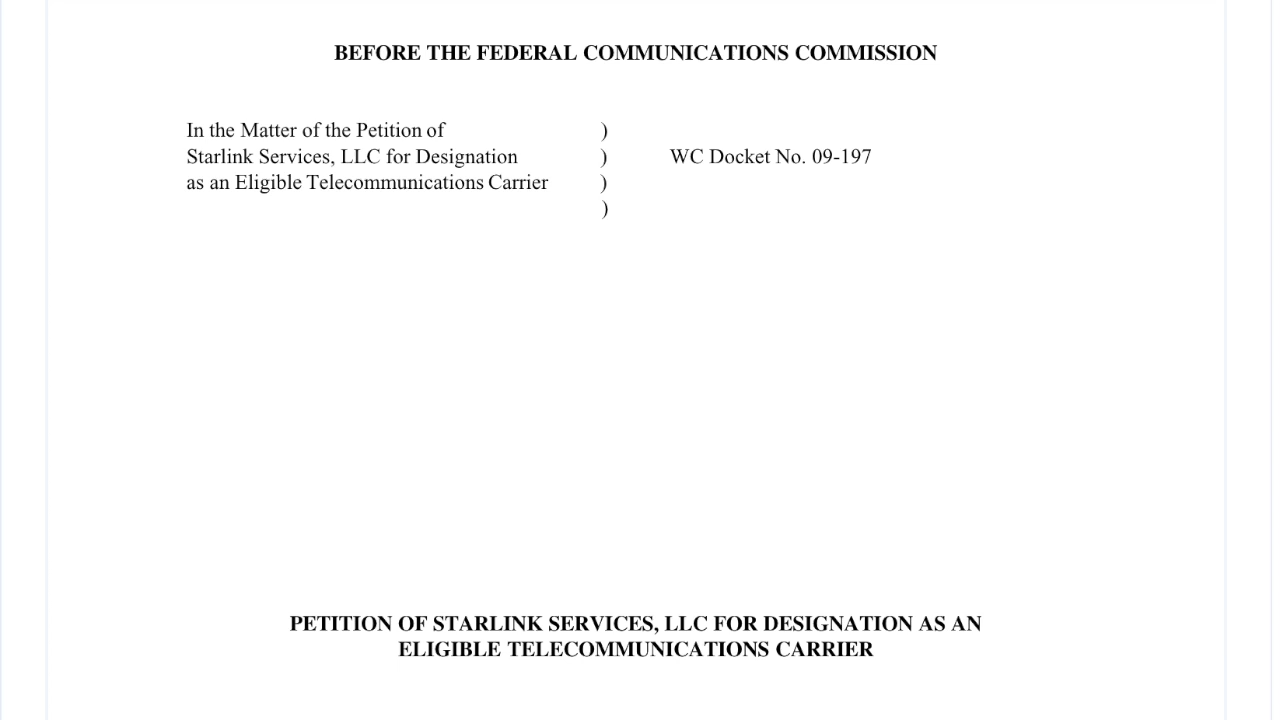 BEFORE THE FEDERAL COMMUNICATIONS COMMISSION
In the Matter of the Petition of )
Starlink Services, LLC for Designation ) WC Docket No. 09-197
as an Eligible Telecommunications Carrier )
)
PETITION OF STARLINK SERVICES, LLC FOR DESIGNATION AS AN
ELIGIBLE TELECOMMUNICATIONS CARRIER